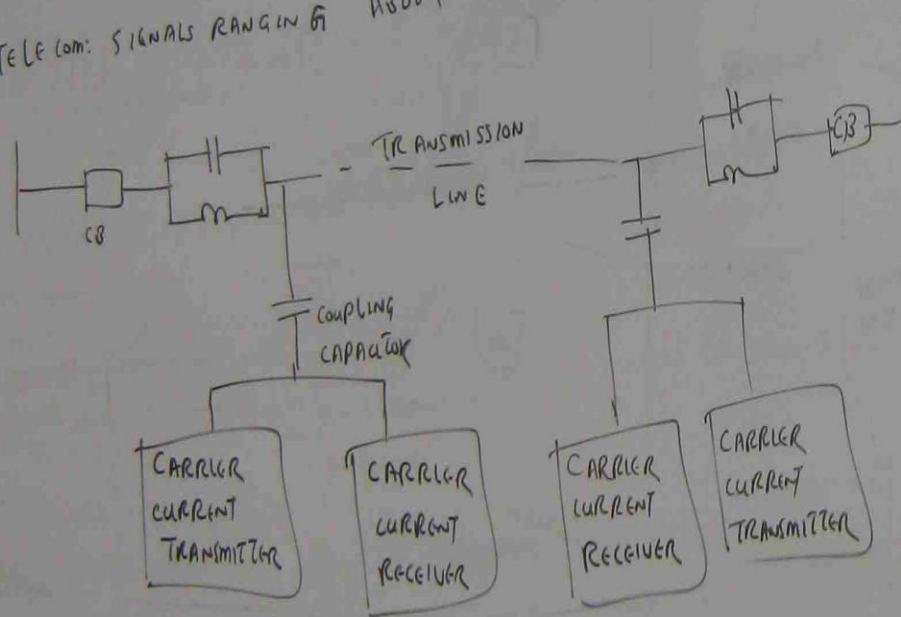 TELECOM: SIGNALS RANGING
TRANSMISSION
LINE
CB
CB
COUPLING
CAPACITOR
CARRIER
CURRENT
TRANSMITTER
CARRIER
CURRENT
RECEIVER
CARRIER
CURRENT
RECEIVER
CARRIER
CURRENT
TRANSMITTER